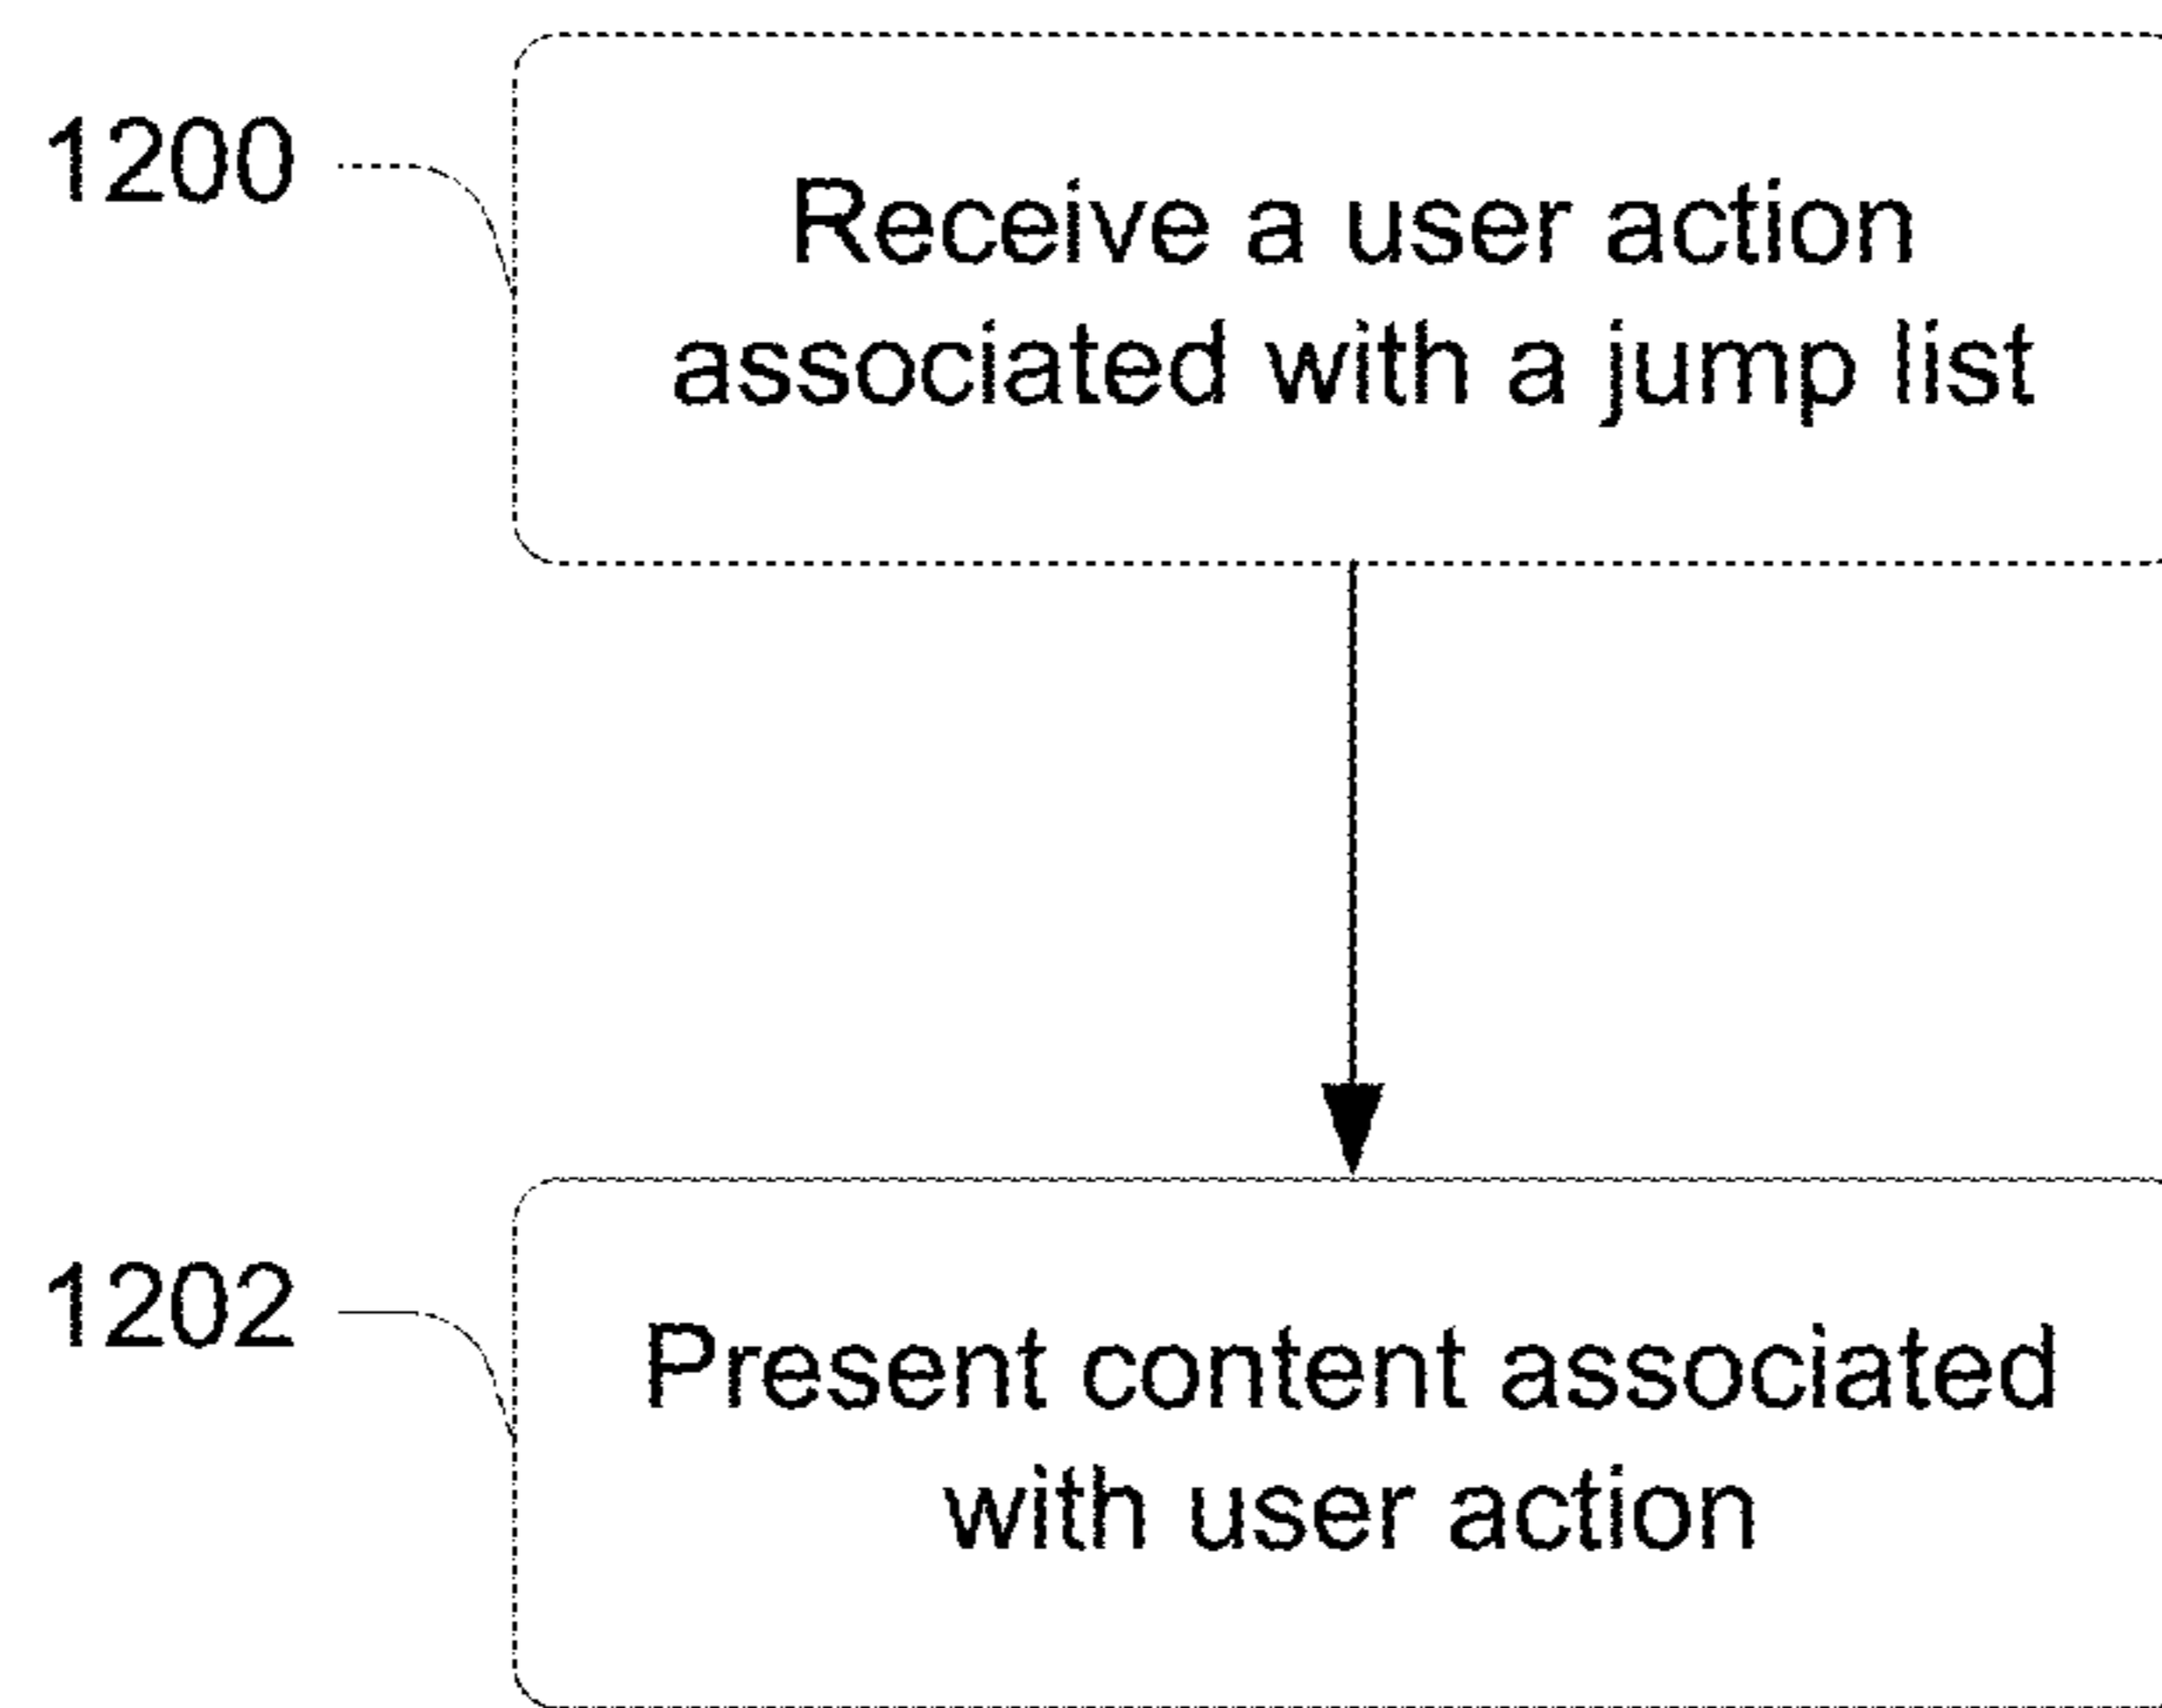 1200
Receive a user action
associated with a jump list
1202
Present content associated
with user action